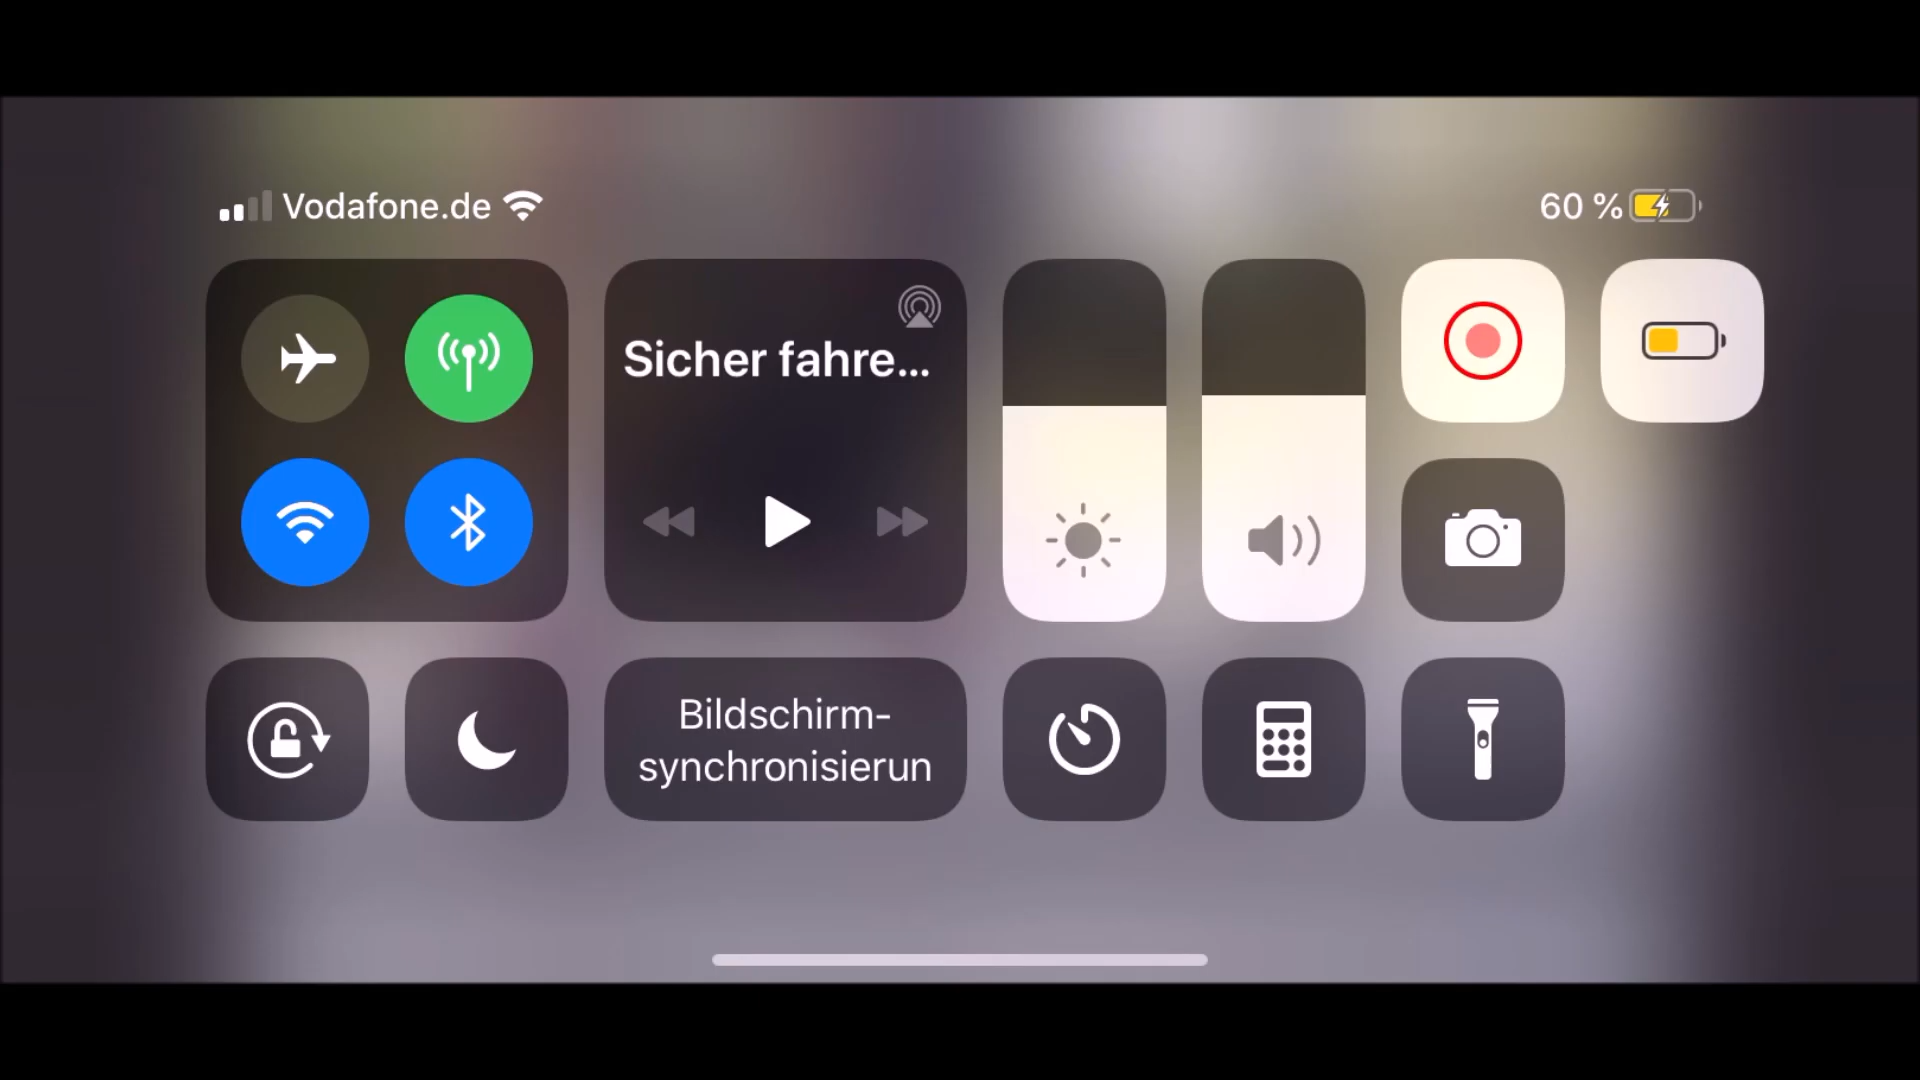 Vodafone.de
60 %
Sicher fahre...
Bildschirm-
synchronisierun